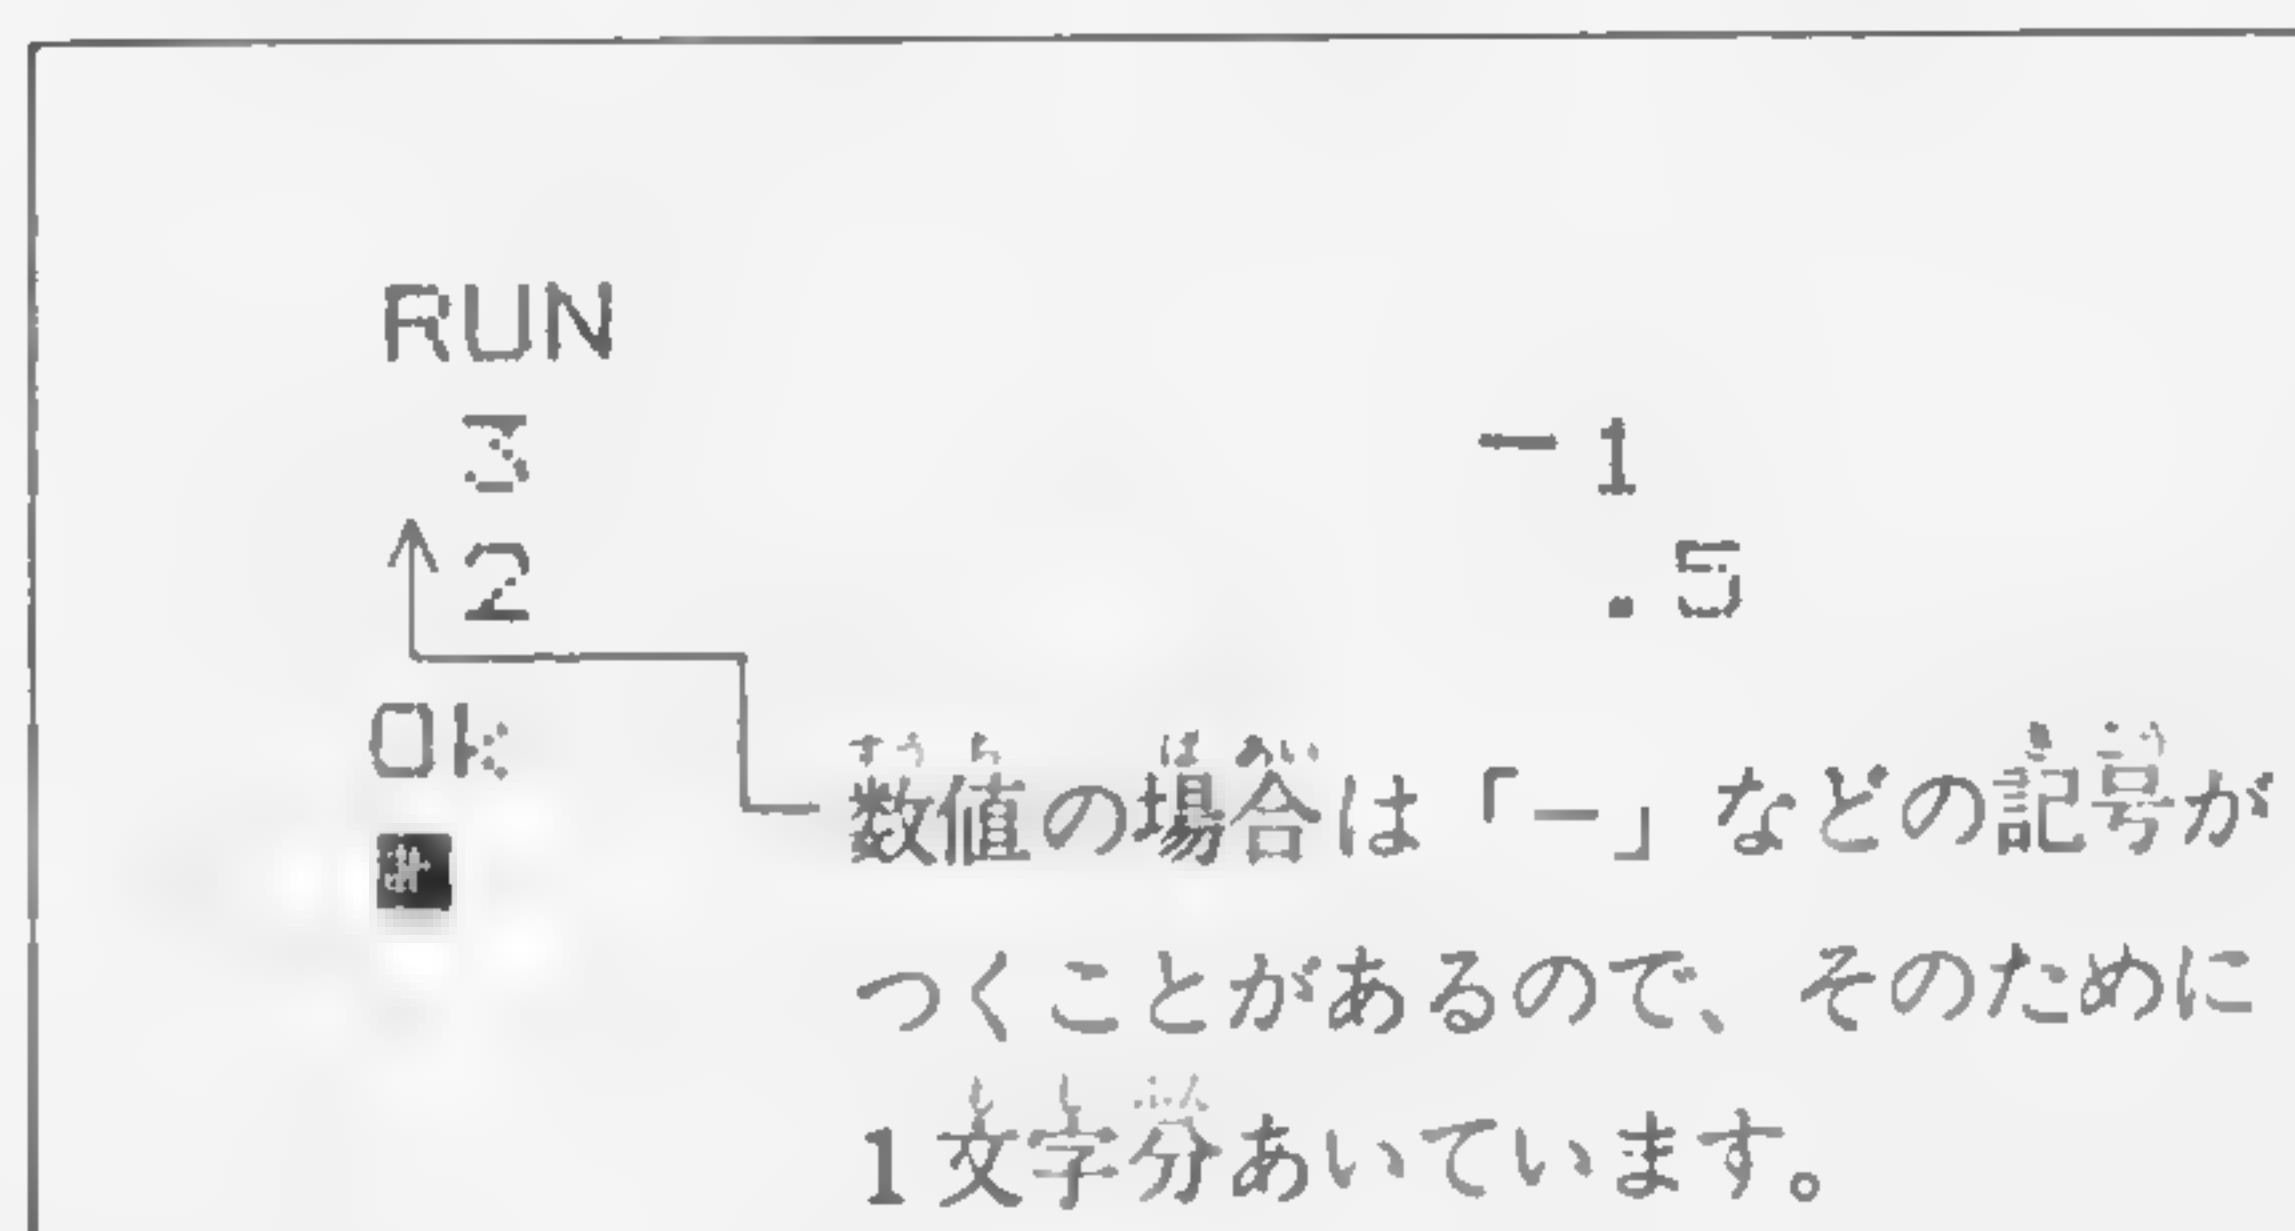 RUN
3 -1
2 .5
Ok
数値の場合は「-」などの記号が
つくことがあるので、そのために
1文字分あいています。